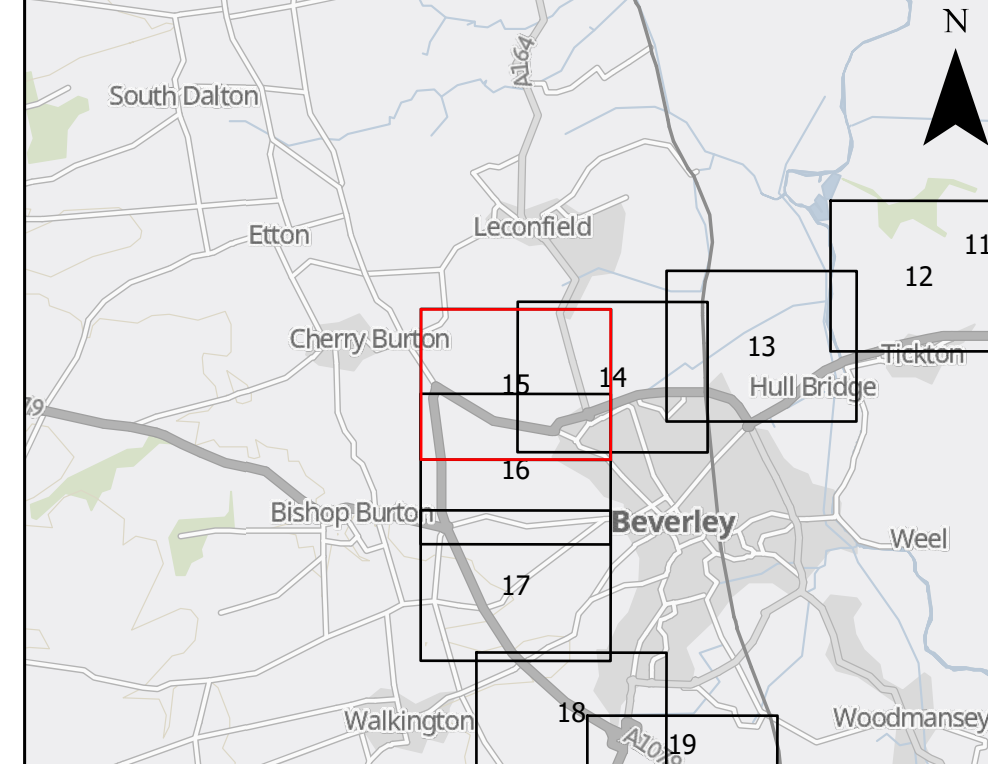 N
A164
South Dalton
Leconfield
Etton
11
12
Cherry Burton
13
Tickton
15
14
Hull Bridge
79
16
Bishop Burton
Beverley
Weel
17
18
Walkington
Woodmansey
A1079
19